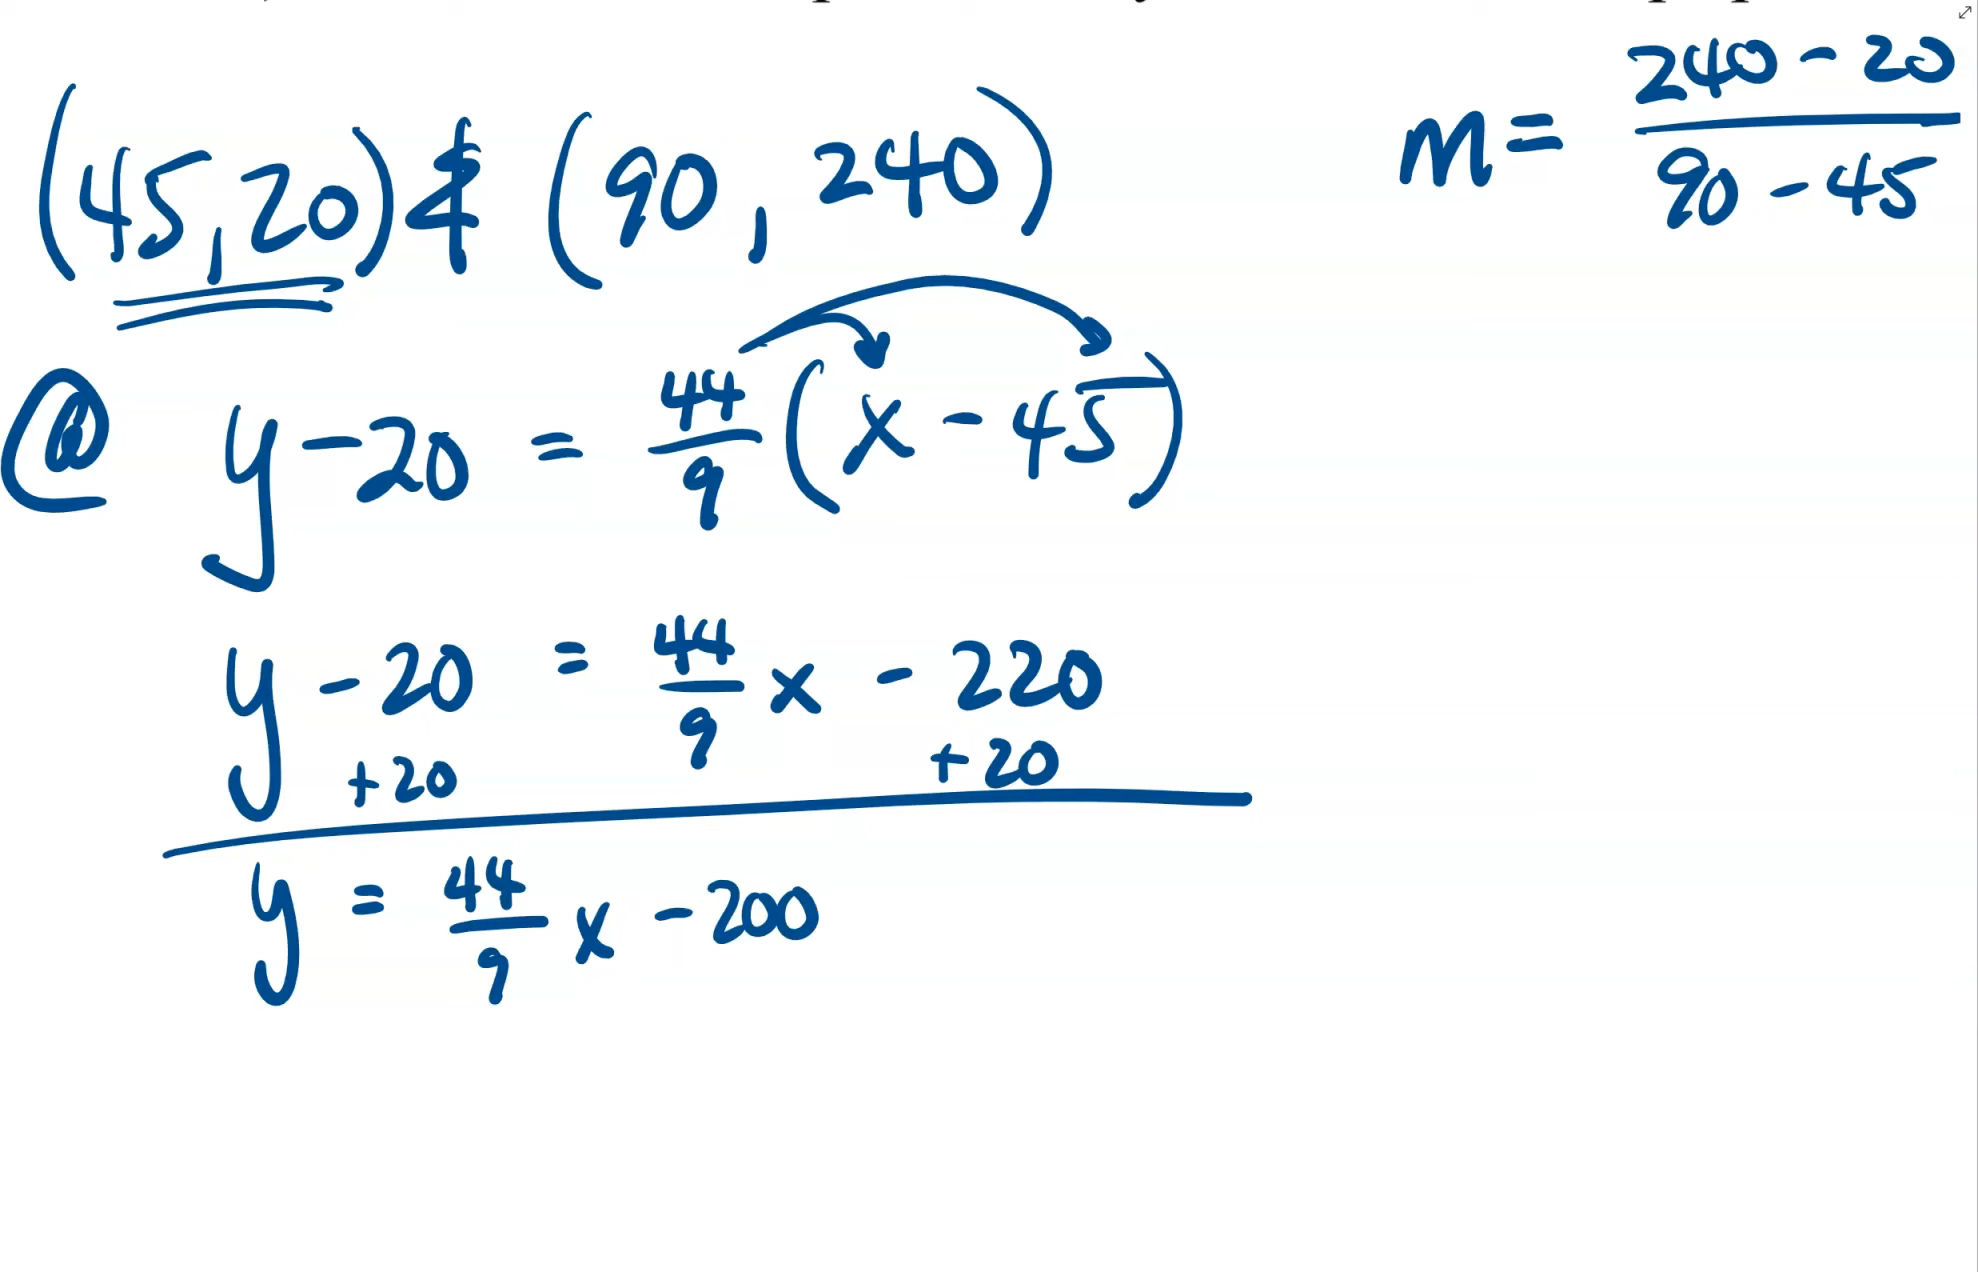 (45,20) & (90, 240)
m = (240 - 20)/(90 - 45)
@ y - 20 = 44/9 (x - 45)
y - 20 = 44/9 x - 220
+20 +20
y = 44/9 x - 200